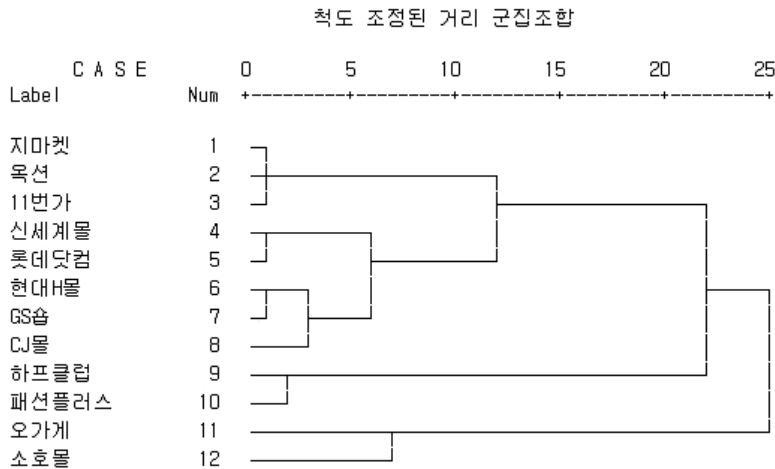 척도 조정된 거리 군집조합
C A S E 0 5 10 15 20 25
Label Num +---------+---------+---------+---------+---------+
지마켓 1
옥션 2
11번가 3
신세계몰 4
롯데닷컴 5
현대H몰 6
GS숍 7
CJ몰 8
하프클럽 9
패션플러스 10
오가게 11
소호몰 12